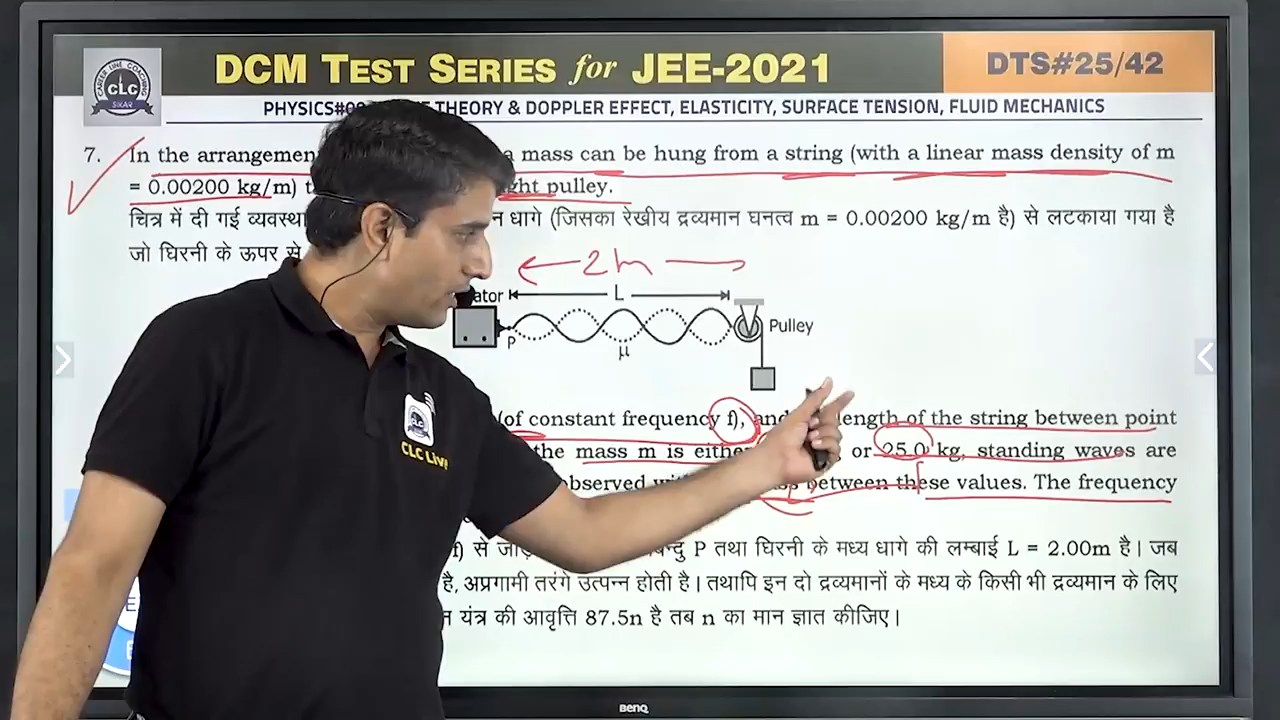 DCM TEST SERIES for JEE-2021
DTS#25/42
CAREER LINE COACHING
CLC
SIKAR
PHYSICS# THEORY & DOPPLER EFFECT, ELASTICITY, SURFACE TENSION, FLUID MECHANICS
7. In the arrangemen a mass can be hung from a string (with a linear mass density of m
= 0.00200 kg/m) pulley.
चित्र में दी गई व्यवस्था धागे (जिसका रेखीय द्रव्यमान घनत्व m = 0.00200 kg/m है) से लटकाया गया है
जो घिरनी के ऊपर से
2m
ator L
Pulley
P
μ
(of constant frequency f), length of the string between point
the mass m is either or 25.0 kg, standing waves are
observed between these values. The frequency
f) से P तथा घिरनी के मध्य धागे की लम्बाई L = 2.00m है। जब
है, अप्रगामी तरंगे उत्पन्न होती है। तथापि इन दो द्रव्यमानों के मध्य के किसी भी द्रव्यमान के लिए
यंत्र की आवृत्ति 87.5n है तब n का मान ज्ञात कीजिए।
CLC Live
BenQ